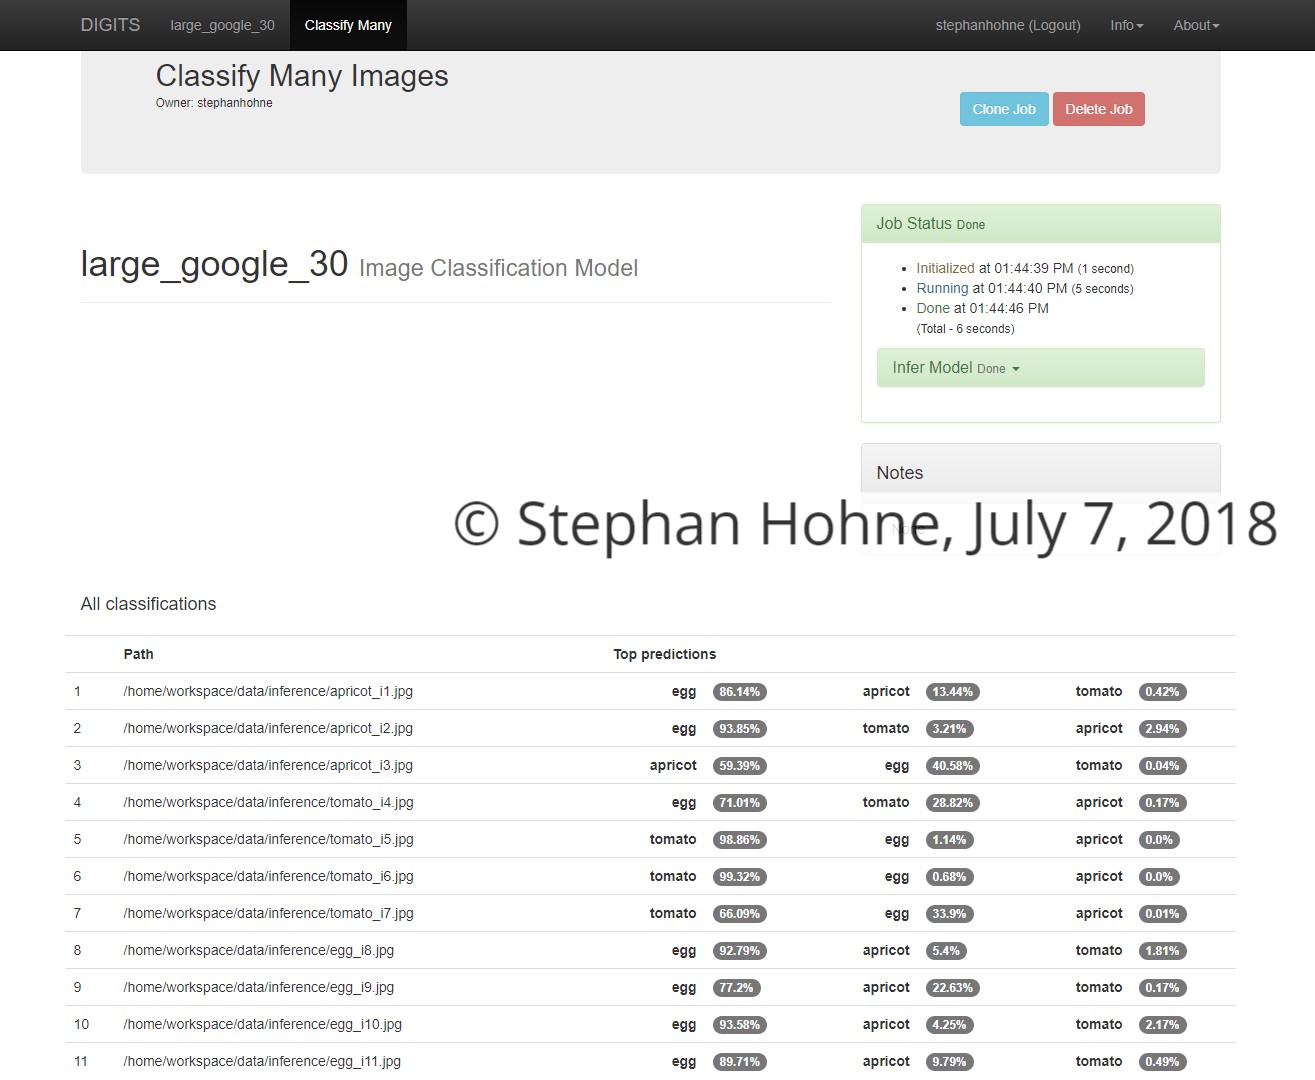 DIGITS large_google_30 Classify Many stephanhohne (Logout) Info About
Classify Many Images
Owner: stephanhohne
Clone Job Delete Job
large_google_30 Image Classification Model
Job Status Done
Initialized at 01:44:39 PM (1 second)
Running at 01:44:40 PM (5 seconds)
Done at 01:44:46 PM
(Total - 6 seconds)
Infer Model Done
Notes
None
© Stephan Hohne, July 7, 2018
All classifications
Path Top predictions
1 /home/workspace/data/inference/apricot_i1.jpg egg 86.14% apricot 13.44% tomato 0.42%
2 /home/workspace/data/inference/apricot_i2.jpg egg 93.85% tomato 3.21% apricot 2.94%
3 /home/workspace/data/inference/apricot_i3.jpg apricot 59.39% egg 40.58% tomato 0.04%
4 /home/workspace/data/inference/tomato_i4.jpg egg 71.01% tomato 28.82% apricot 0.17%
5 /home/workspace/data/inference/tomato_i5.jpg tomato 98.86% egg 1.14% apricot 0.0%
6 /home/workspace/data/inference/tomato_i6.jpg tomato 99.32% egg 0.68% apricot 0.0%
7 /home/workspace/data/inference/tomato_i7.jpg tomato 66.09% egg 33.9% apricot 0.01%
8 /home/workspace/data/inference/egg_i8.jpg egg 92.79% apricot 5.4% tomato 1.81%
9 /home/workspace/data/inference/egg_i9.jpg egg 77.2% apricot 22.63% tomato 0.17%
10 /home/workspace/data/inference/egg_i10.jpg egg 93.58% apricot 4.25% tomato 2.17%
11 /home/workspace/data/inference/egg_i11.jpg egg 89.71% apricot 9.79% tomato 0.49%